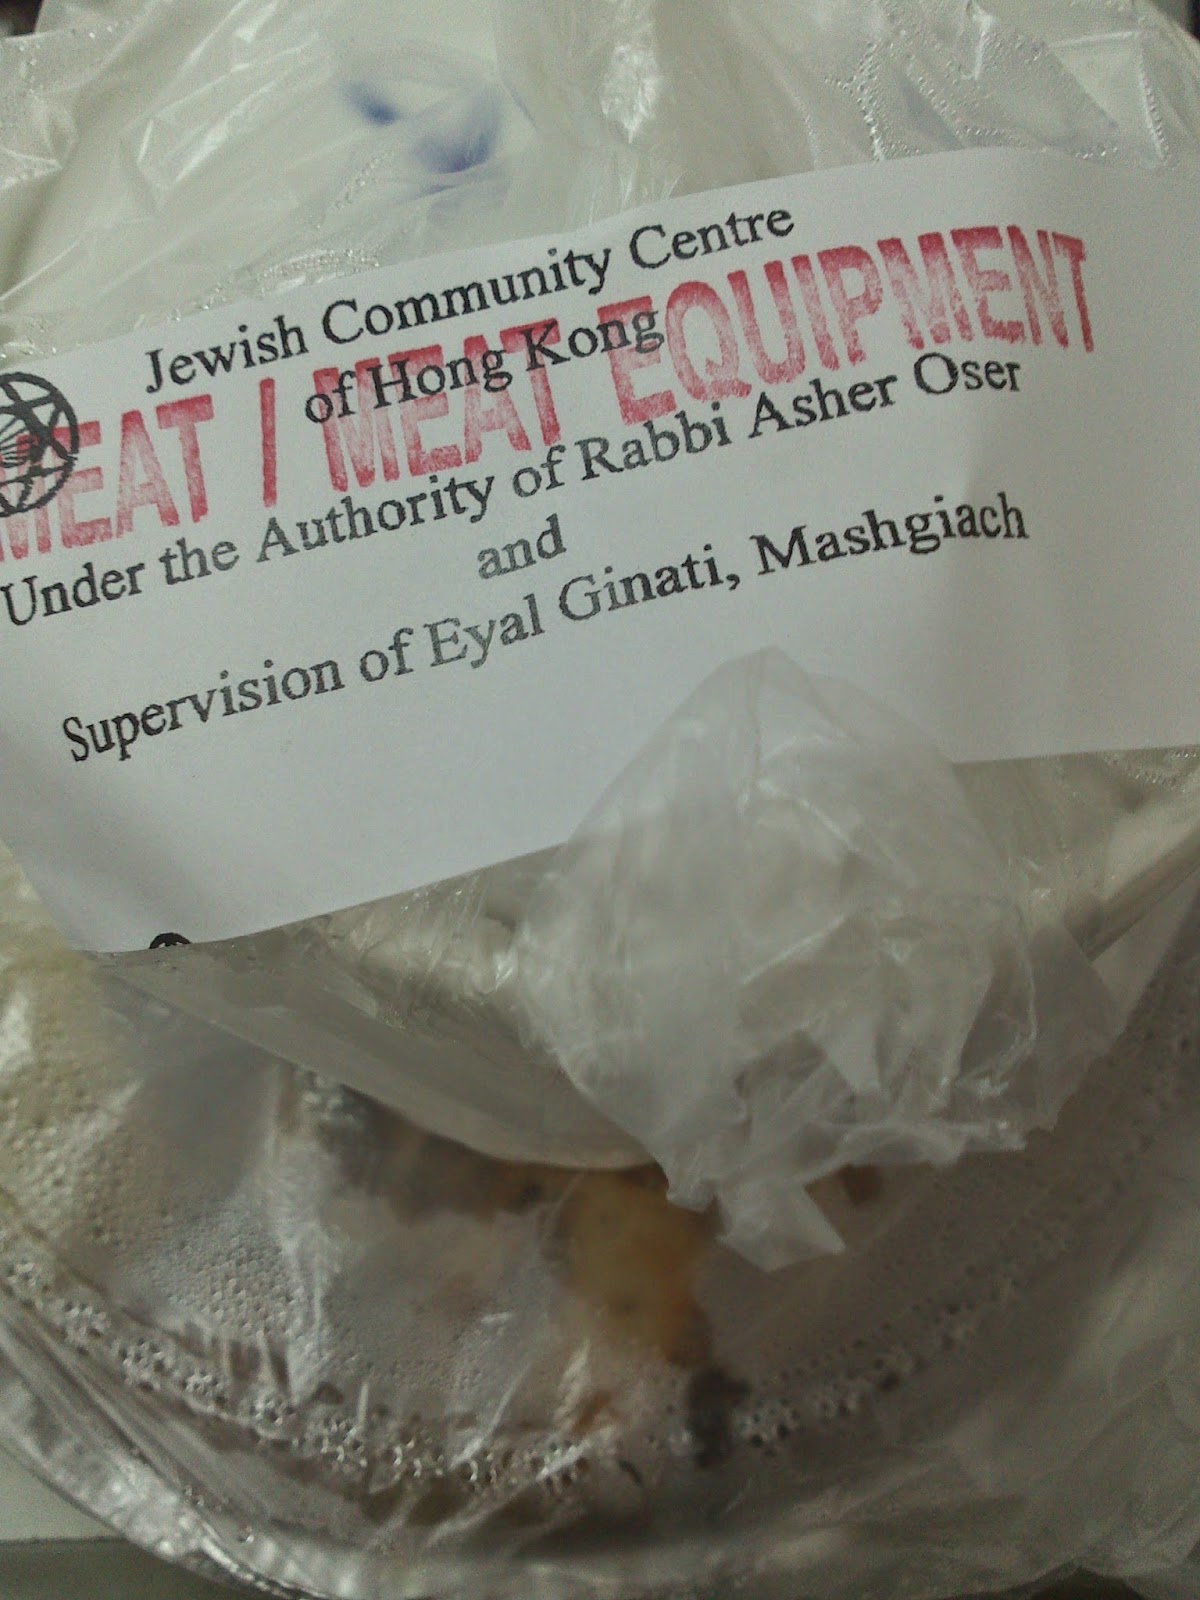 Jewish Community Centre
of Hong Kong
MEAT / MEAT EQUIPMENT
Under the Authority of Rabbi Asher Oser
and
Supervision of Eyal Ginati, Mashgiach